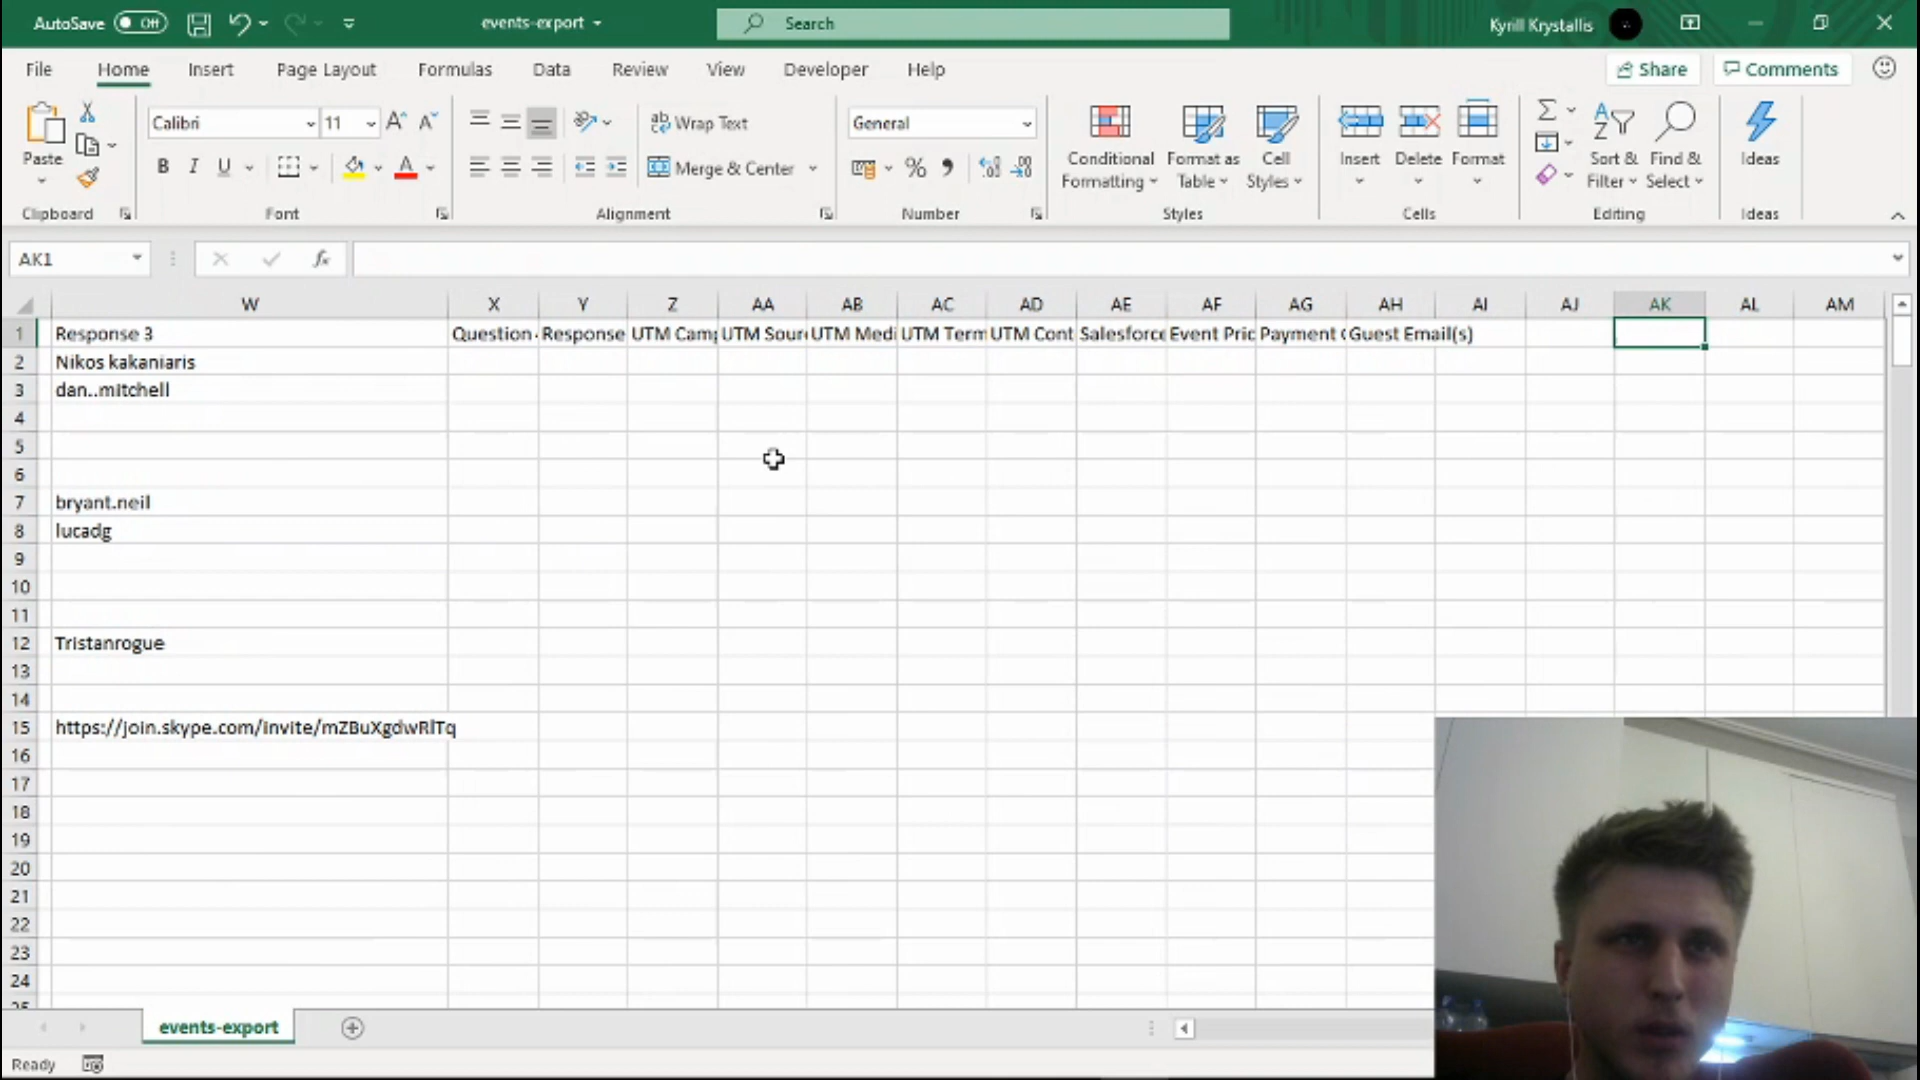 AutoSave Off events-export Search Kyrill Krystallis
File Home Insert Page Layout Formulas Data Review View Developer Help Share Comments
Calibri 11 Wrap Text General
Paste B I U Merge & Center % Conditional Formatting Format as Table Cell Styles Insert Delete Format Sort & Filter Find & Select Ideas
Clipboard Font Alignment Number Styles Cells Editing Ideas
AK1 fx
W X Y Z AA AB AC AD AE AF AG AH AI AJ AK AL AM
1 Response 3 Question Response UTM Camp UTM Sour UTM Medi UTM Term UTM Cont Salesforce Event Pric Payment Guest Email(s)
2 Nikos kakaniaris
3 dan..mitchell
4
5
6
7 bryant.neil
8 lucadg
9
10
11
12 Tristanrogue
13
14
15 https://join.skype.com/invite/mZBuXgdwRlTq
16
17
18
19
20
21
22
23
24
events-export
Ready